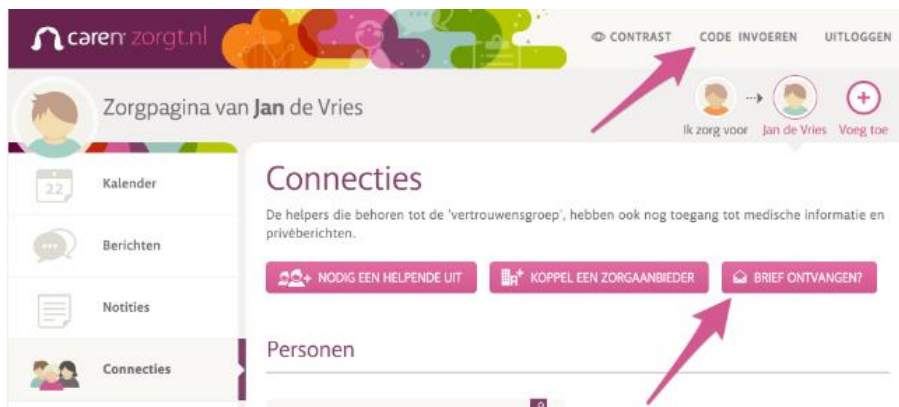 caren zorgt.nl
CONTRAST
CODE INVOEREN
UITLOGGEN
Zorgpagina van Jan de Vries
Ik zorg voor
Jan de Vries
Voeg toe
22
Kalender
Berichten
Notities
Connecties
Connecties
De helpers die behoren tot de 'vertrouwensgroep', hebben ook nog toegang tot medische informatie en
privéberichten.
NODIG EEN HELPENDE UIT
KOPPEL EEN ZORGAANBIEDER
BRIEF ONTVANGEN?
Personen